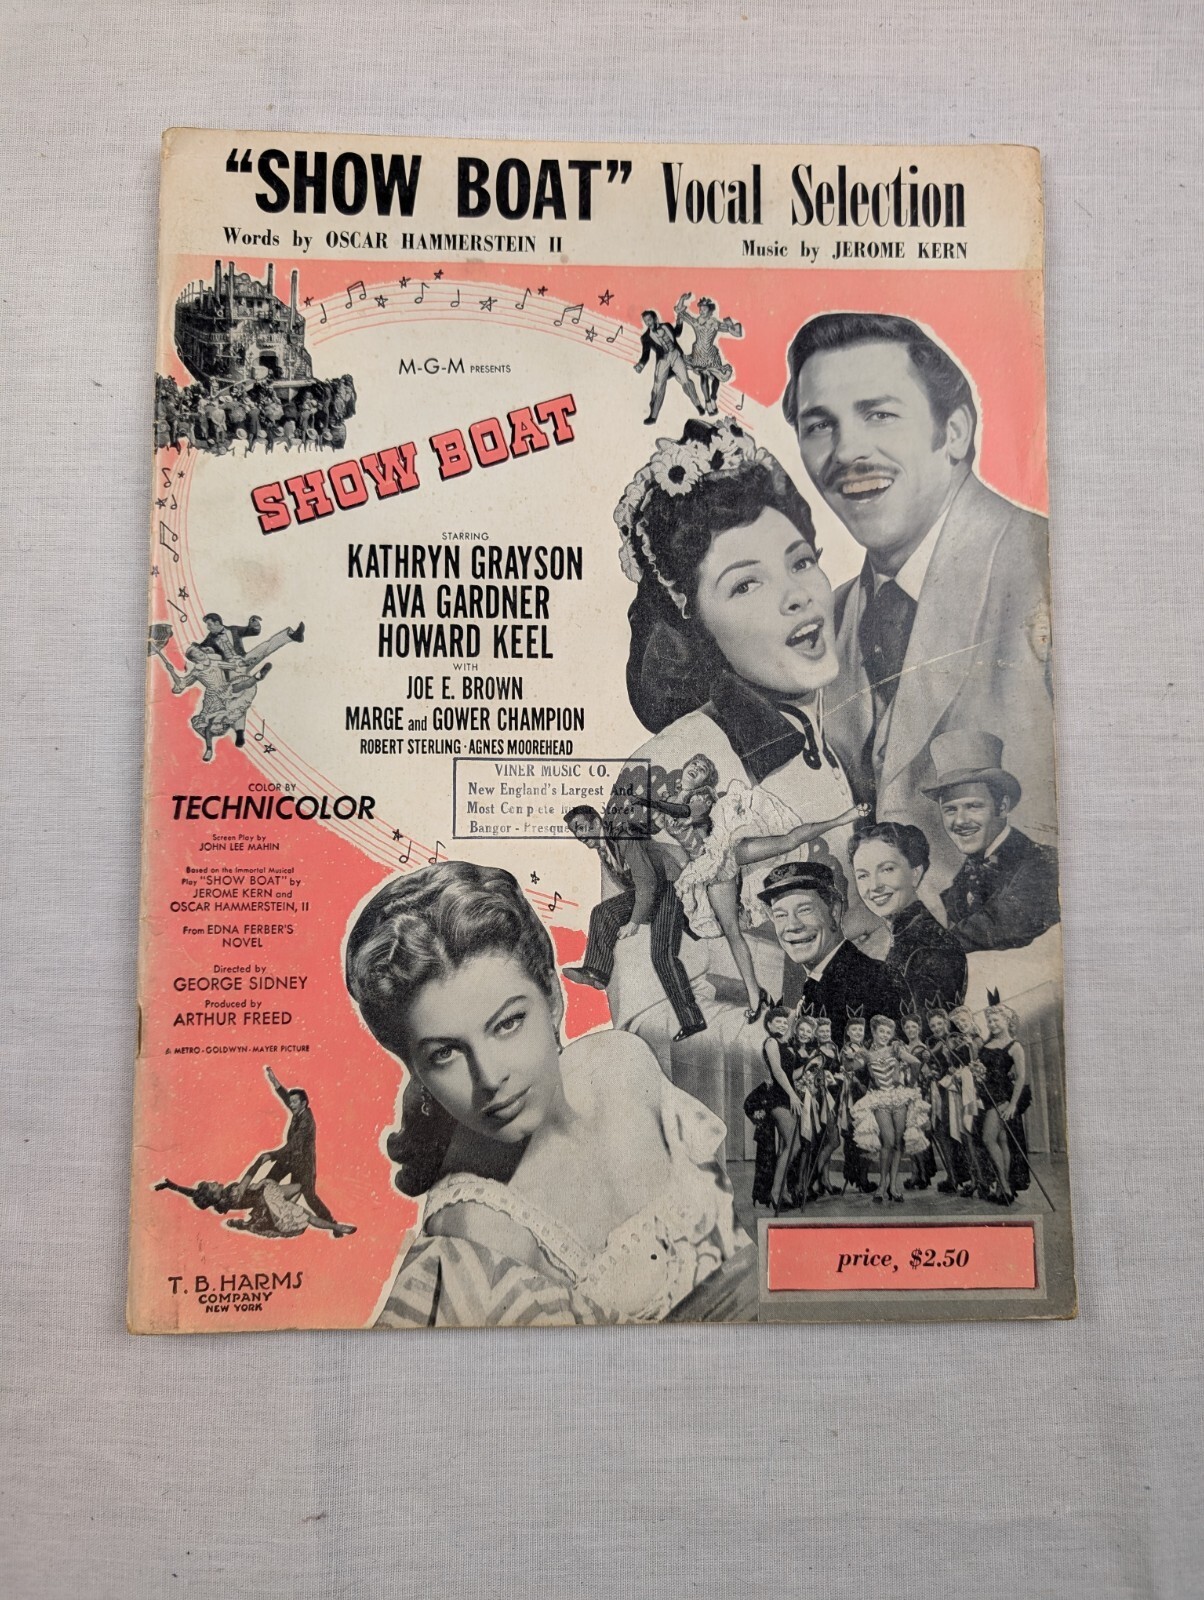 "SHOW BOAT" Vocal Selection
Words by OSCAR HAMMERSTEIN II
Music by JEROME KERN
M-G-M PRESENTS
SHOW BOAT
STARRING
KATHRYN GRAYSON
AVA GARDNER
HOWARD KEEL
WITH
JOE E. BROWN
MARGE and GOWER CHAMPION
ROBERT STERLING · AGNES MOOREHEAD
VINER MUSIC CO.
New England's Largest And
Most
Bangor -
COLOR BY
TECHNICOLOR
Screen Play by
JOHN LEE MAHIN
Based on the Immortal Musical
Play "SHOW BOAT" by
JEROME KERN and
OSCAR HAMMERSTEIN, II
From EDNA FERBER'S
NOVEL
Directed by
GEORGE SIDNEY
Produced by
ARTHUR FREED
A METRO-GOLDWYN-MAYER PICTURE
T. B. HARMS
COMPANY
NEW YORK
price, $2.50